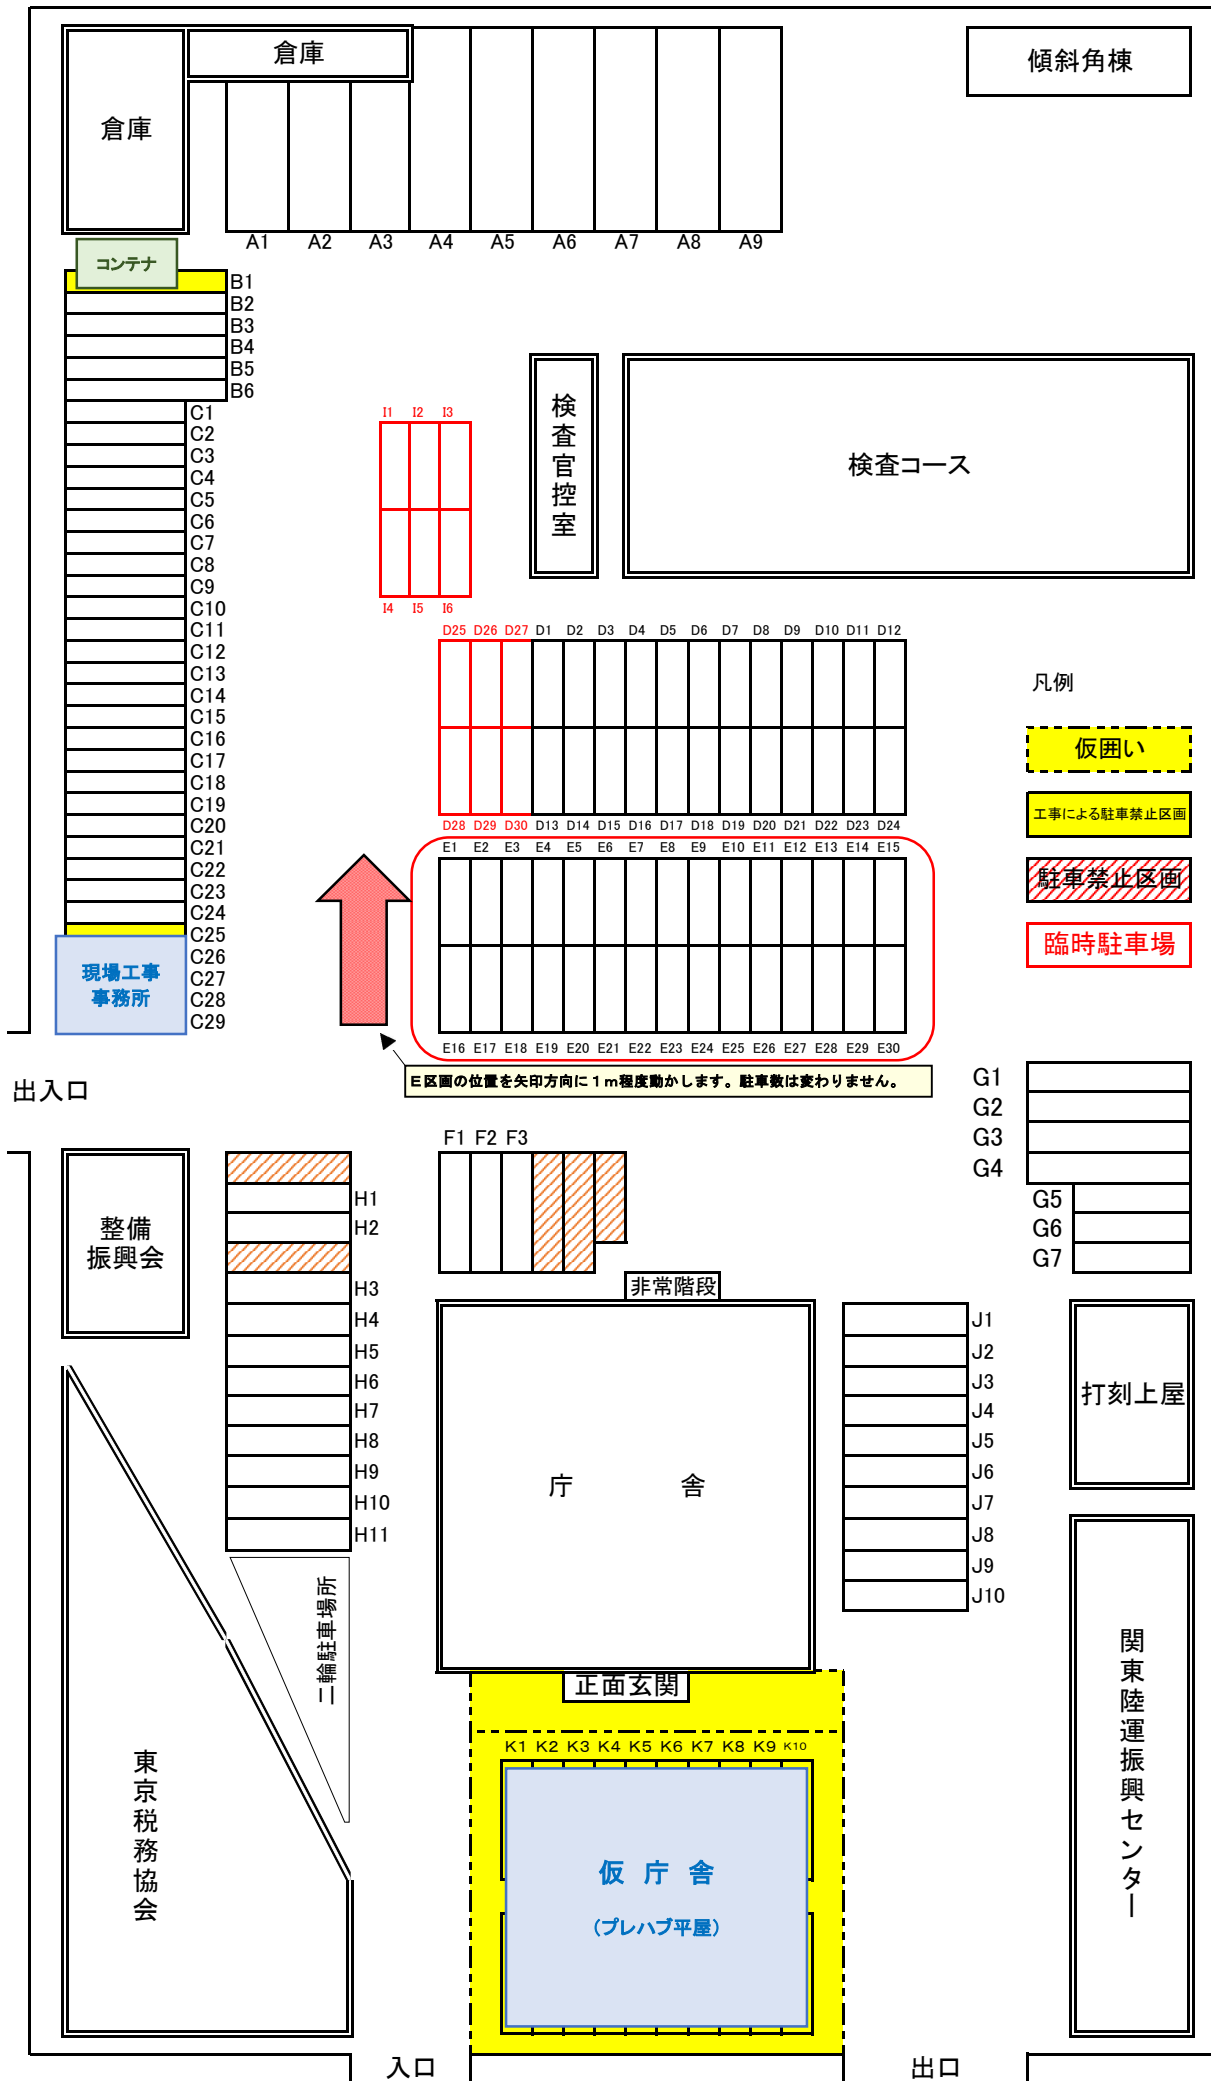 倉庫
傾斜角棟
倉庫
A1 A2 A3 A4 A5 A6 A7 A8 A9
コンテナ
B1
B2
B3
B4
B5
B6
C1
C2
C3
C4
C5
C6
C7
C8
C9
C10
C11
C12
C13
C14
C15
C16
C17
C18
C19
C20
C21
C22
C23
C24
C25
C26
C27
C28
C29
現場工事
事務所
I1 I2 I3
I4 I5 I6
検査官控室
検査コース
D25 D26 D27 D1 D2 D3 D4 D5 D6 D7 D8 D9 D10 D11 D12
D28 D29 D30 D13 D14 D15 D16 D17 D18 D19 D20 D21 D22 D23 D24
E1 E2 E3 E4 E5 E6 E7 E8 E9 E10 E11 E12 E13 E14 E15
E16 E17 E18 E19 E20 E21 E22 E23 E24 E25 E26 E27 E28 E29 E30
E区画の位置を矢印方向に1m程度動かします。駐車数は変わりません。
凡例
仮囲い
工事による駐車禁止区画
駐車禁止区画
臨時駐車場
出入口
G1
G2
G3
G4
G5
G6
G7
F1 F2 F3
整備
振興会
H1
H2
H3
H4
H5
H6
H7
H8
H9
H10
H11
非常階段
庁 舎
J1
J2
J3
J4
J5
J6
J7
J8
J9
J10
打刻上屋
二輪駐車場所
東京税務協会
関東陸運振興センター
正面玄関
K1 K2 K3 K4 K5 K6 K7 K8 K9 K10
仮 庁 舎
(プレハブ平屋)
入口
出口